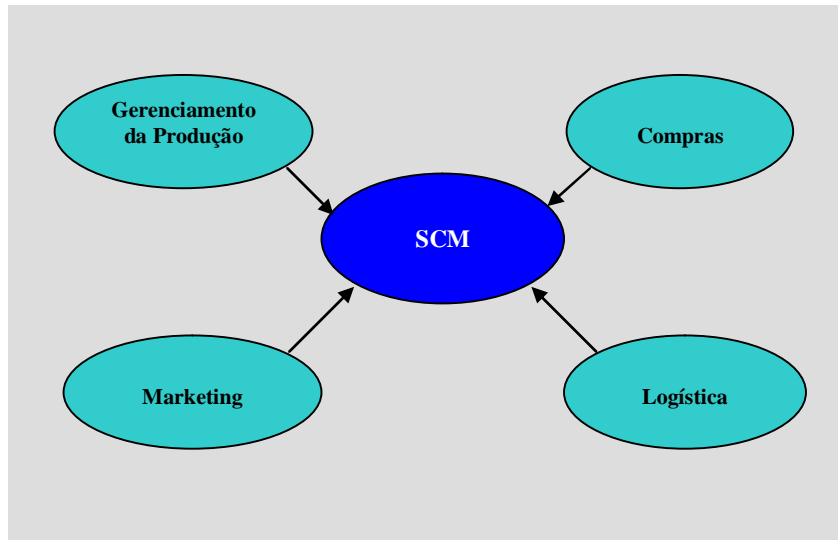 Gerenciamento
da Produção
Compras
SCM
Marketing
Logística